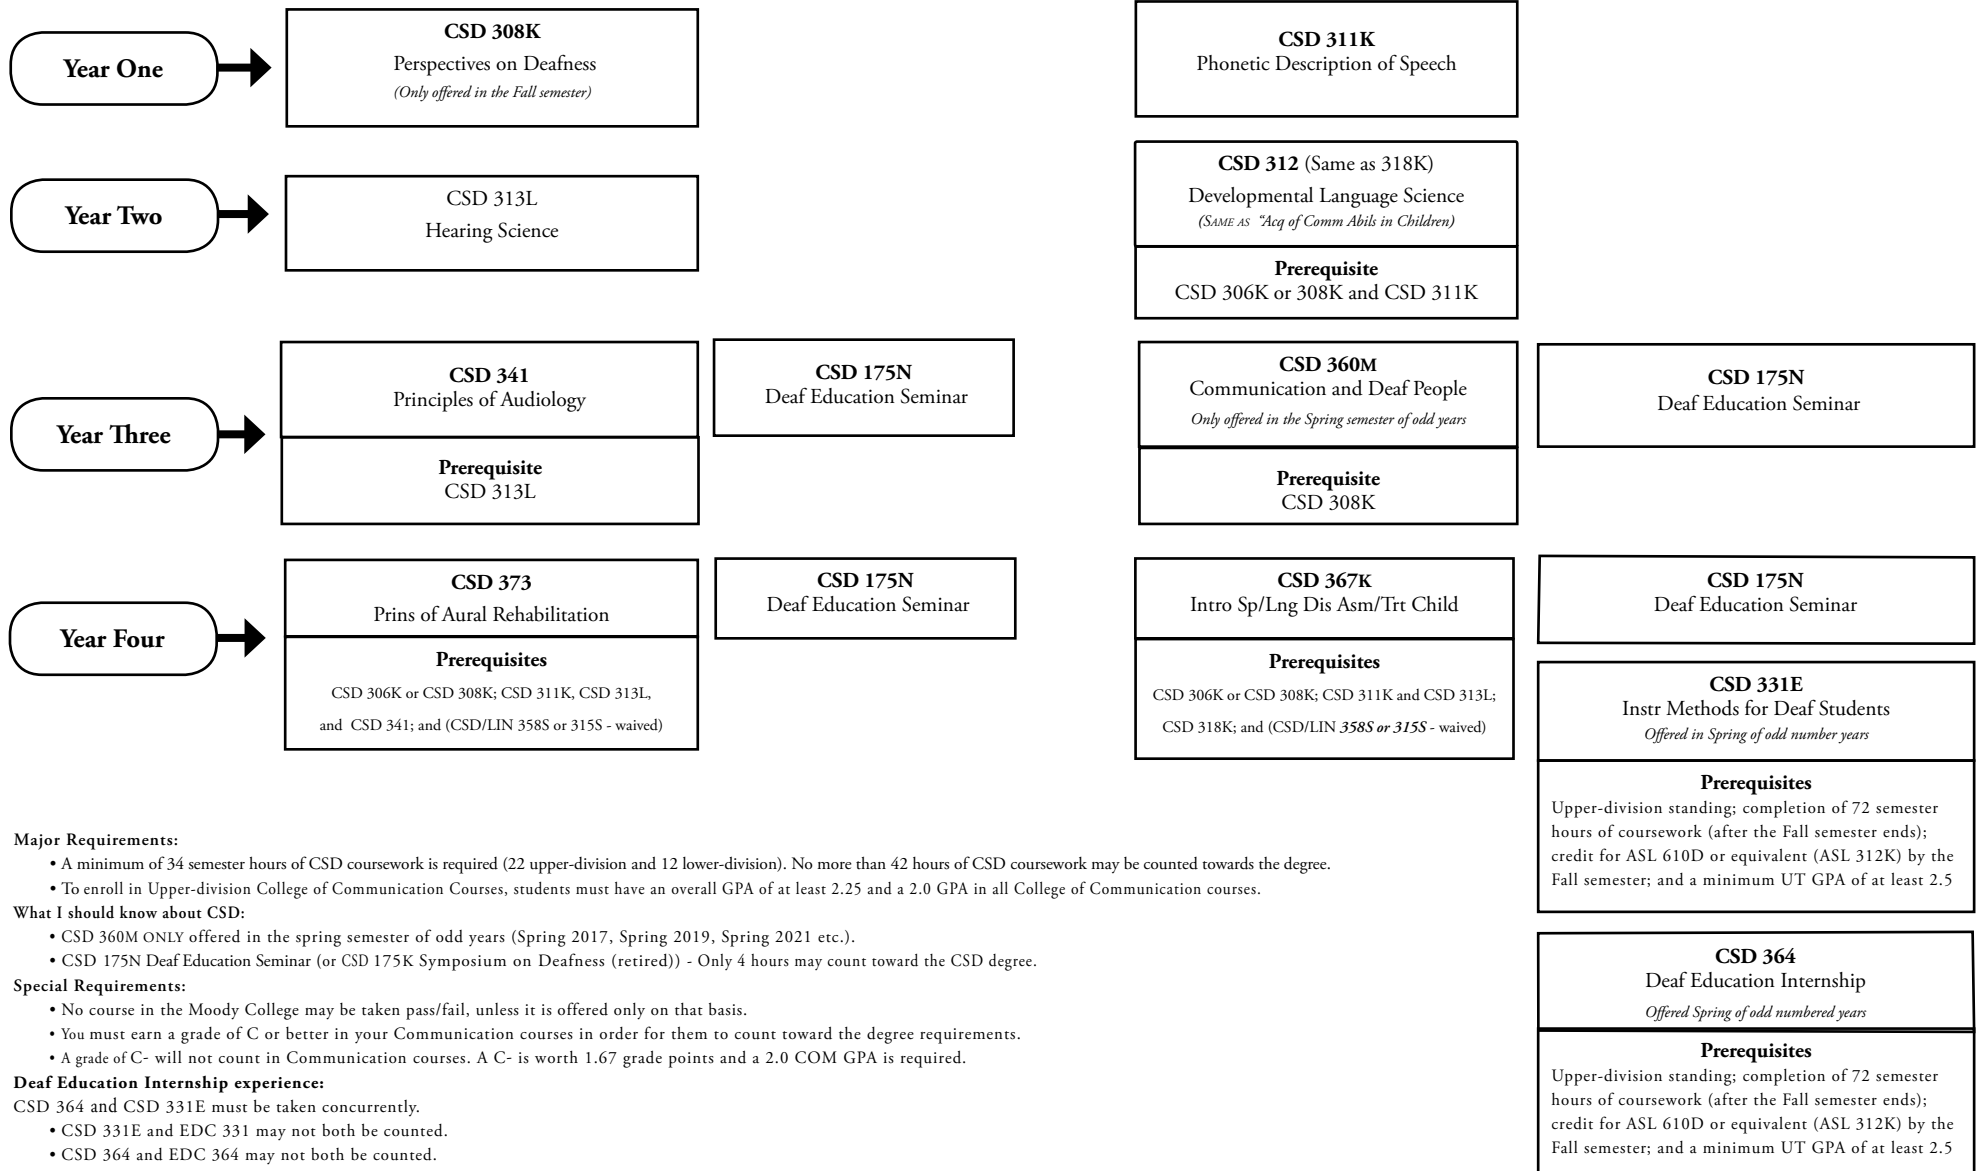 Year One
CSD 308K
Perspectives on Deafness
(Only offered in the Fall semester)
CSD 311K
Phonetic Description of Speech
Year Two
CSD 313L
Hearing Science
CSD 312 (Same as 318K)
Developmental Language Science
(SAME AS “Acq of Comm Abils in Children)
Prerequisite
CSD 306K or 308K and CSD 311K
Year Three
CSD 341
Principles of Audiology
Prerequisite
CSD 313L
CSD 175N
Deaf Education Seminar
CSD 360M
Communication and Deaf People
Only offered in the Spring semester of odd years
Prerequisite
CSD 308K
CSD 175N
Deaf Education Seminar
Year Four
CSD 373
Prins of Aural Rehabilitation
Prerequisites
CSD 306K or CSD 308K; CSD 311K, CSD 313L,
and CSD 341; and (CSD/LIN 358S or 315S - waived)
CSD 175N
Deaf Education Seminar
CSD 367K
Intro Sp/Lng Dis Asm/Trt Child
Prerequisites
CSD 306K or CSD 308K; CSD 311K and CSD 313L;
CSD 318K; and (CSD/LIN 358S or 315S - waived)
CSD 175N
Deaf Education Seminar
CSD 331E
Instr Methods for Deaf Students
Offered in Spring of odd number years
Prerequisites
Upper-division standing; completion of 72 semester
hours of coursework (after the Fall semester ends);
credit for ASL 610D or equivalent (ASL 312K) by the
Fall semester; and a minimum UT GPA of at least 2.5
CSD 364
Deaf Education Internship
Offered Spring of odd numbered years
Prerequisites
Upper-division standing; completion of 72 semester
hours of coursework (after the Fall semester ends);
credit for ASL 610D or equivalent (ASL 312K) by the
Fall semester; and a minimum UT GPA of at least 2.5
Major Requirements:
• A minimum of 34 semester hours of CSD coursework is required (22 upper-division and 12 lower-division). No more than 42 hours of CSD coursework may be counted towards the degree.
• To enroll in Upper-division College of Communication Courses, students must have an overall GPA of at least 2.25 and a 2.0 GPA in all College of Communication courses.
What I should know about CSD:
• CSD 360M ONLY offered in the spring semester of odd years (Spring 2017, Spring 2019, Spring 2021 etc.).
• CSD 175N Deaf Education Seminar (or CSD 175K Symposium on Deafness (retired)) - Only 4 hours may count toward the CSD degree.
Special Requirements:
• No course in the Moody College may be taken pass/fail, unless it is offered only on that basis.
• You must earn a grade of C or better in your Communication courses in order for them to count toward the degree requirements.
• A grade of C- will not count in Communication courses. A C- is worth 1.67 grade points and a 2.0 COM GPA is required.
Deaf Education Internship experience:
CSD 364 and CSD 331E must be taken concurrently.
• CSD 331E and EDC 331 may not both be counted.
• CSD 364 and EDC 364 may not both be counted.